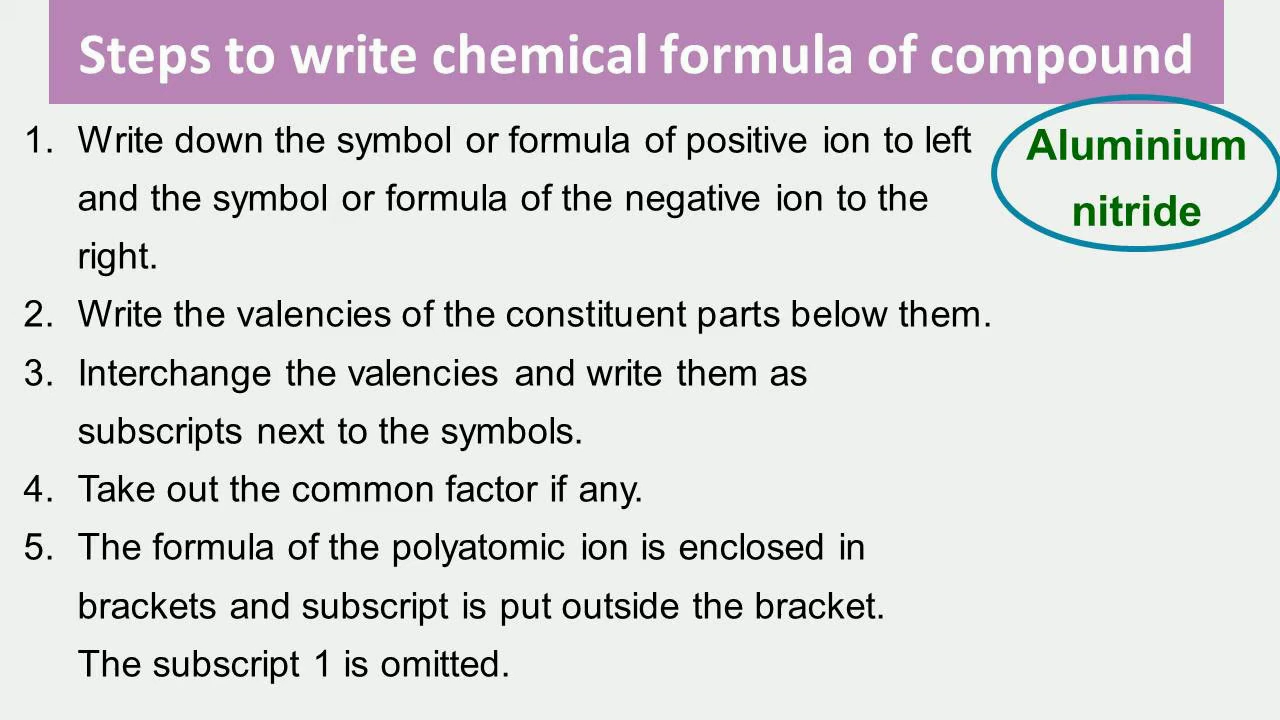 Steps to write chemical formula of compound
1. Write down the symbol or formula of positive ion to left
and the symbol or formula of the negative ion to the
right.
2. Write the valencies of the constituent parts below them.
3. Interchange the valencies and write them as
subscripts next to the symbols.
4. Take out the common factor if any.
5. The formula of the polyatomic ion is enclosed in
brackets and subscript is put outside the bracket.
The subscript 1 is omitted.
Aluminium
nitride